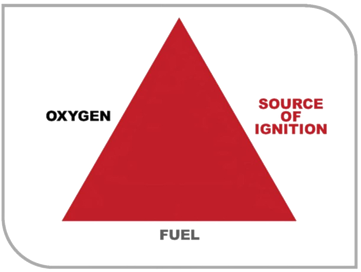 OXYGEN
SOURCE
OF
IGNITION
FUEL